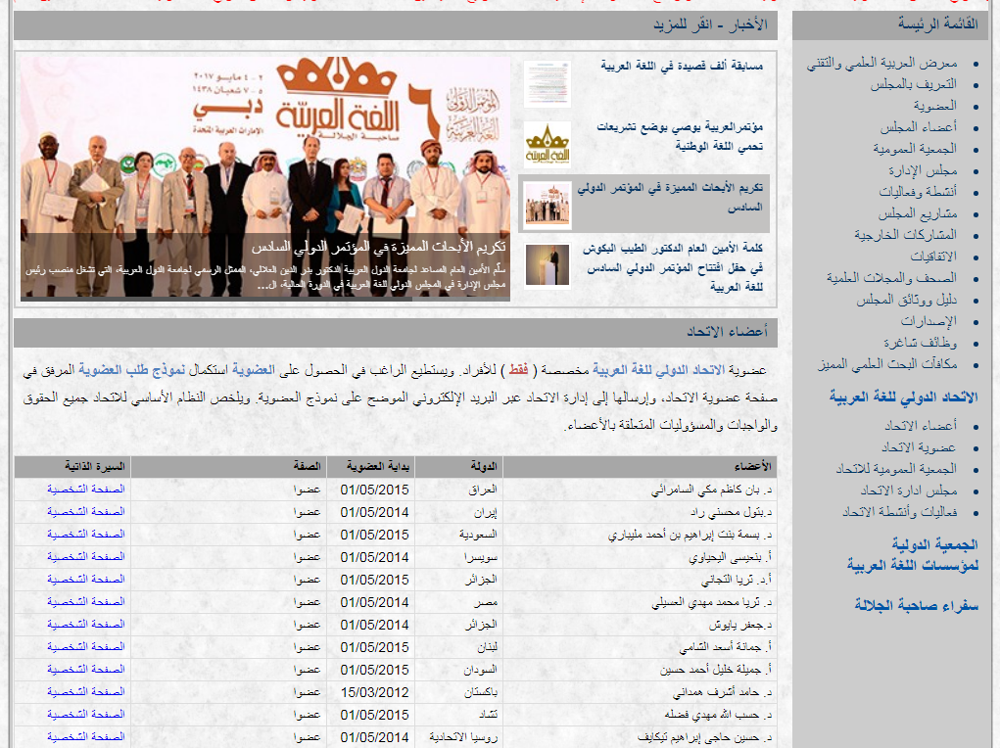 القائمة الرئيسة
معرض العربية العلمي والتقني
التعريف بالمجلس
العضوية
أعضاء المجلس
الجمعية العمومية
مجلس الإدارة
أنشطة وفعاليات
مشاريع المجلس
المشاركات الخارجية
الاتفاقيات
الصحف والمجلات العلمية
دليل ووثائق المجلس
الإصدارات
وظائف شاغرة
مكافآت البحث العلمي المميز
الاتحاد الدولي للغة العربية
أعضاء الاتحاد
عضوية الاتحاد
الجمعية العمومية للاتحاد
مجلس ادارة الاتحاد
فعاليات وأنشطة الاتحاد
الجمعية الدولية
لمؤسسات اللغة العربية
سفراء صاحبة الجلالة
الأخبار - انقر للمزيد
مسابقة ألف قصيدة في اللغة العربية
مؤتمرالعربية يوصي بوضع تشريعات
تحمي اللغة الوطنية
تكريم الأبحاث المميزة في المؤتمر الدولي
السادس
كلمة الأمين العام الدكتور الطيب البكوش
في حفل افتتاح المؤتمر الدولي السادس
للغة العربية
المؤتمر الدولي
للغة العربية
٦
اللغة العربية
صاحبة الجلالة
٢ - ٤ مايو ٢٠١٧
٥ - ٧ شعبان ١٤٣٨
دبي
الإمارات العربية المتحدة
تكريم الأبحاث المميزة في المؤتمر الدولي السادس
سلّم الأمين العام المساعد لجامعة الدول العربية الدكتور بدر الدين العلالي، الممثل الرسمي لجامعة الدول العربية، التي تشغل منصب رئيس
مجلس الإدارة في المجلس الدولي للغة العربية في الدورة الحالية، ال...
أعضاء الاتحاد
عضوية الاتحاد الدولي للغة العربية مخصصة ( فقط ) للأفراد. ويستطيع الراغب في الحصول على العضوية استكمال نموذج طلب العضوية المرفق في
صفحة عضوية الاتحاد، وإرسالها إلى إدارة الاتحاد عبر البريد الإلكتروني الموضح على نموذج العضوية. ويلخص النظام الأساسي للاتحاد جميع الحقوق
والواجبات والمسؤوليات المتعلقة بالأعضاء.
الأعضاء الدولة بداية العضوية الصفة السيرة الذاتية
د. بان كاظم مكي السامرائي العراق 01/05/2015 عضوا الصفحة الشخصية
د.بتول محسني راد إيران 01/05/2014 عضوا الصفحة الشخصية
د. بسمة بنت إبراهيم بن أحمد مليباري السعودية 01/05/2015 عضوا الصفحة الشخصية
أ. بنعيسى اليحياوي سويسرا 01/05/2014 عضوا الصفحة الشخصية
أ.د. ثريا التجاني الجزائر 01/05/2015 عضوا الصفحة الشخصية
د. ثريا محمد مهدي العسيلي مصر 01/05/2014 عضوا الصفحة الشخصية
د.جعفر يايوش الجزائر 01/05/2014 عضوا الصفحة الشخصية
أ. جمانة أسعد الشامي لبنان 01/05/2015 عضوا الصفحة الشخصية
أ. جميلة خليل أحمد حسين السودان 01/05/2015 عضوا الصفحة الشخصية
د. حامد أشرف همداني باكستان 15/03/2012 عضوا الصفحة الشخصية
د. حسب الله مهدي فضله تشاد 01/05/2015 عضوا الصفحة الشخصية
د. حسين حاجي إبراهيم تيكايف روسيا الاتحادية 01/05/2014 عضوا الصفحة الشخصية